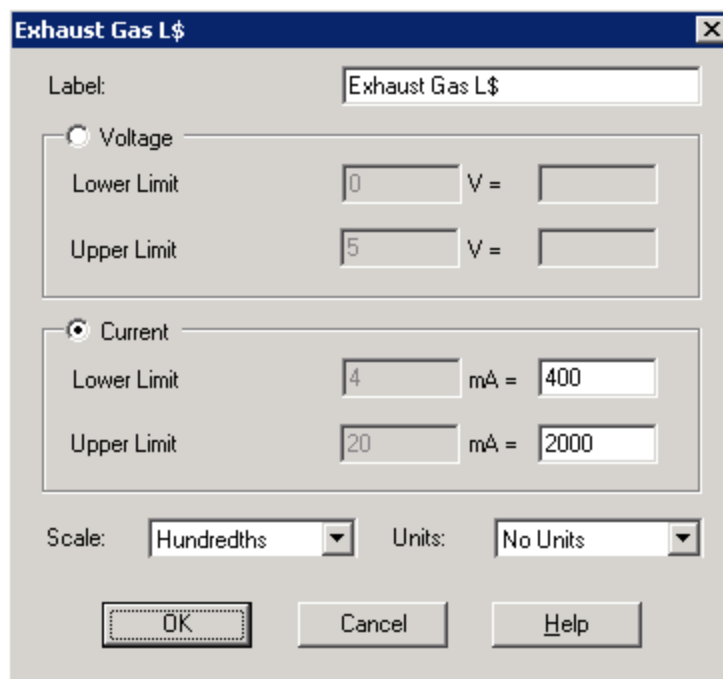 Exhaust Gas L$
Label: Exhaust Gas L$
Voltage
Lower Limit 0 V =
Upper Limit 5 V =
Current
Lower Limit 4 mA = 400
Upper Limit 20 mA = 2000
Scale: Hundredths Units: No Units
OK Cancel Help